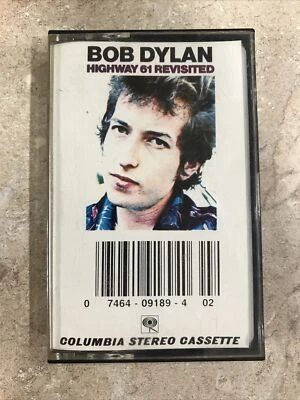 BOB DYLAN
HIGHWAY 61 REVISITED
0 7464-09189-4 02
COLUMBIA STEREO CASSETTE